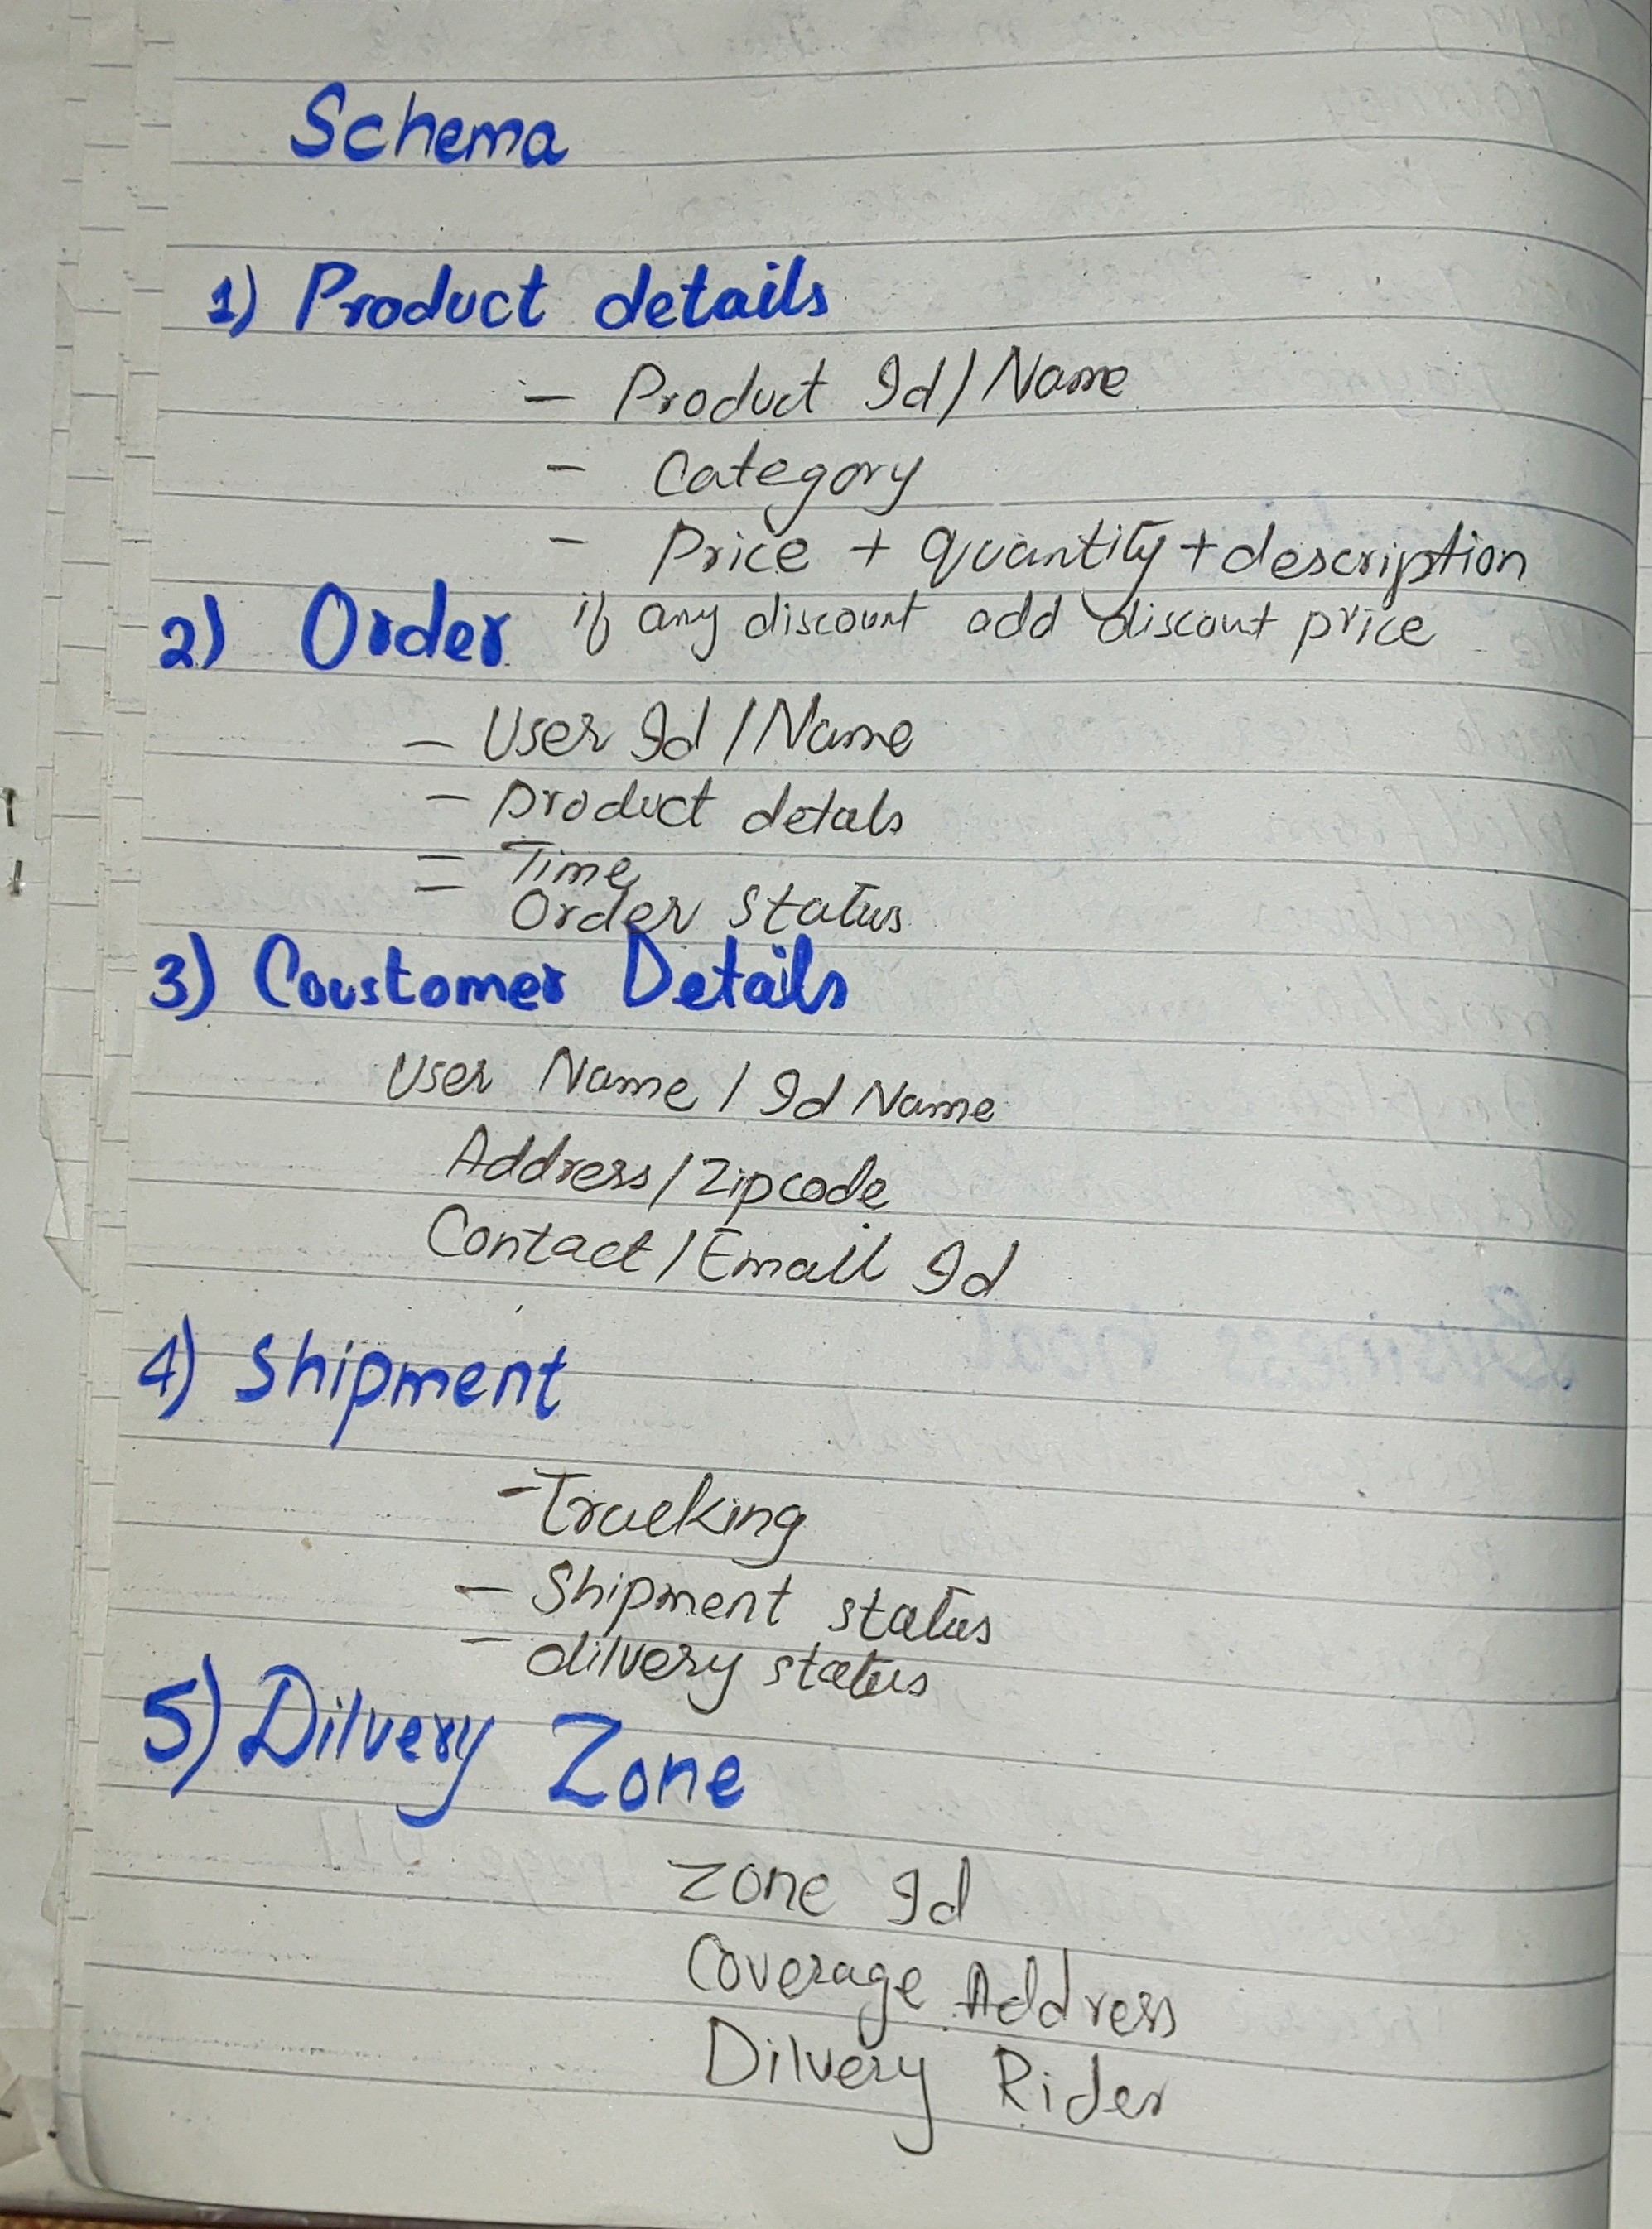 Schema
1) Product details
- Product Id / Name
- Category
- Price + quantity + description
if any discount add discount price
2) Order
- User Id / Name
- Product detals
- Time
- Order status
3) Coustomer Details
User Name / Id Name
Address / Zipcode
Contact / Email Id
4) Shipment
- Tracking
- Shipment status
- dilvery status
5) Dilvery Zone
Zone Id
Coverage Address
Dilvery Rider